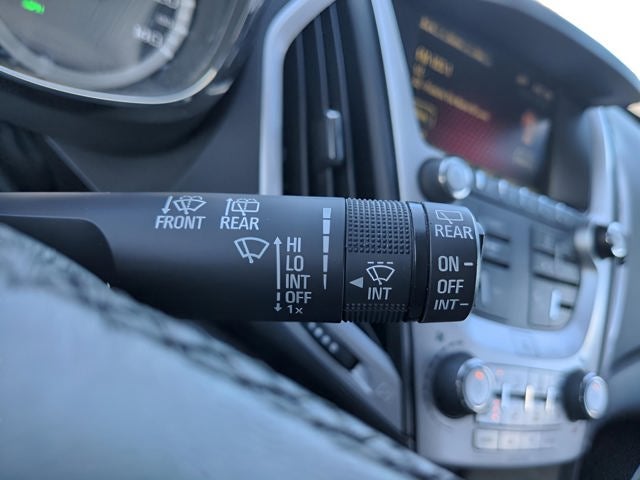 FRONT REAR
HI
LO
INT
OFF
1x
INT
REAR
ON
OFF
INT